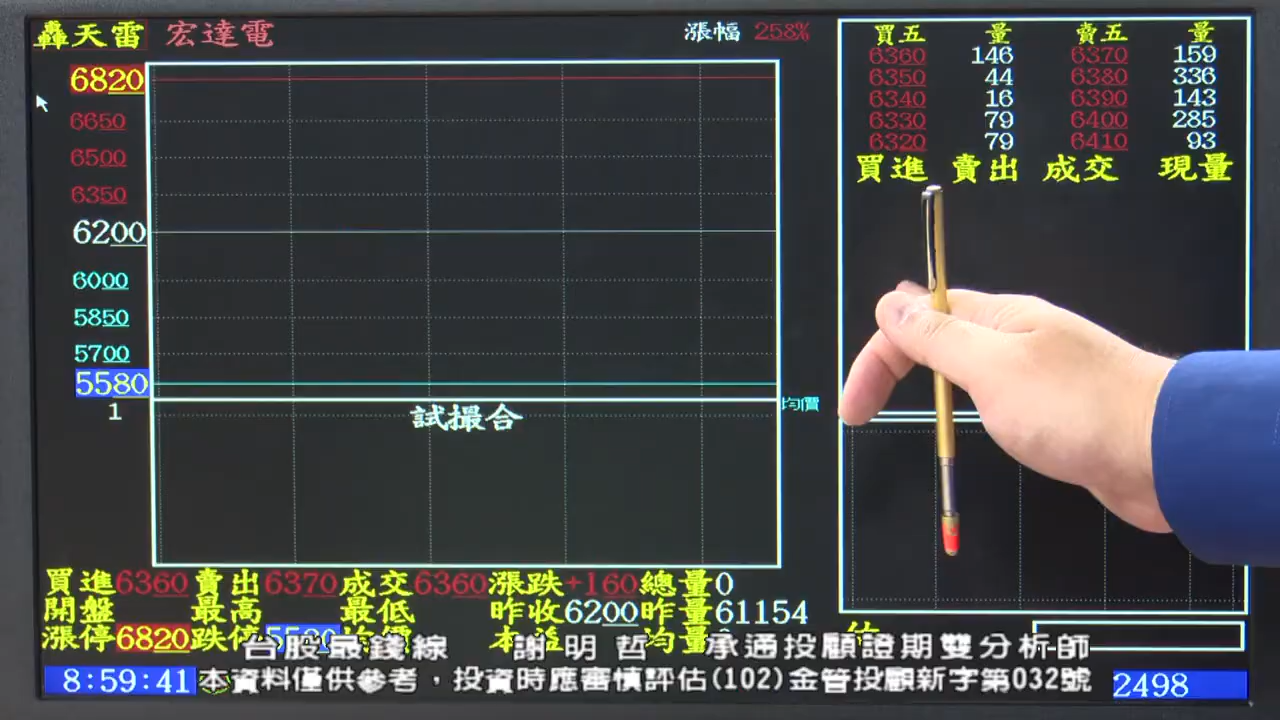 轟天雷 宏達電 漲幅 258%
買五 量 賣五 量
6360 146 6370 159
6350 44 6380 336
6340 16 6390 143
6330 79 6400 285
6320 79 6410 93
買進 賣出 成交 現量
6820
6650
6500
6350
6200
6000
5850
5700
5580
均價
1
試撮合
買進6360 賣出6370 成交6360 漲跌+160 總量0
開盤 最高 最低 昨收6200 昨量61154
漲停6820 跌停5580
台股最錢線 謝明哲 承通投顧證期雙分析師
8:59:41
本資料僅供參考，投資時應審慎評估(102)金管投顧新字第032號
2498